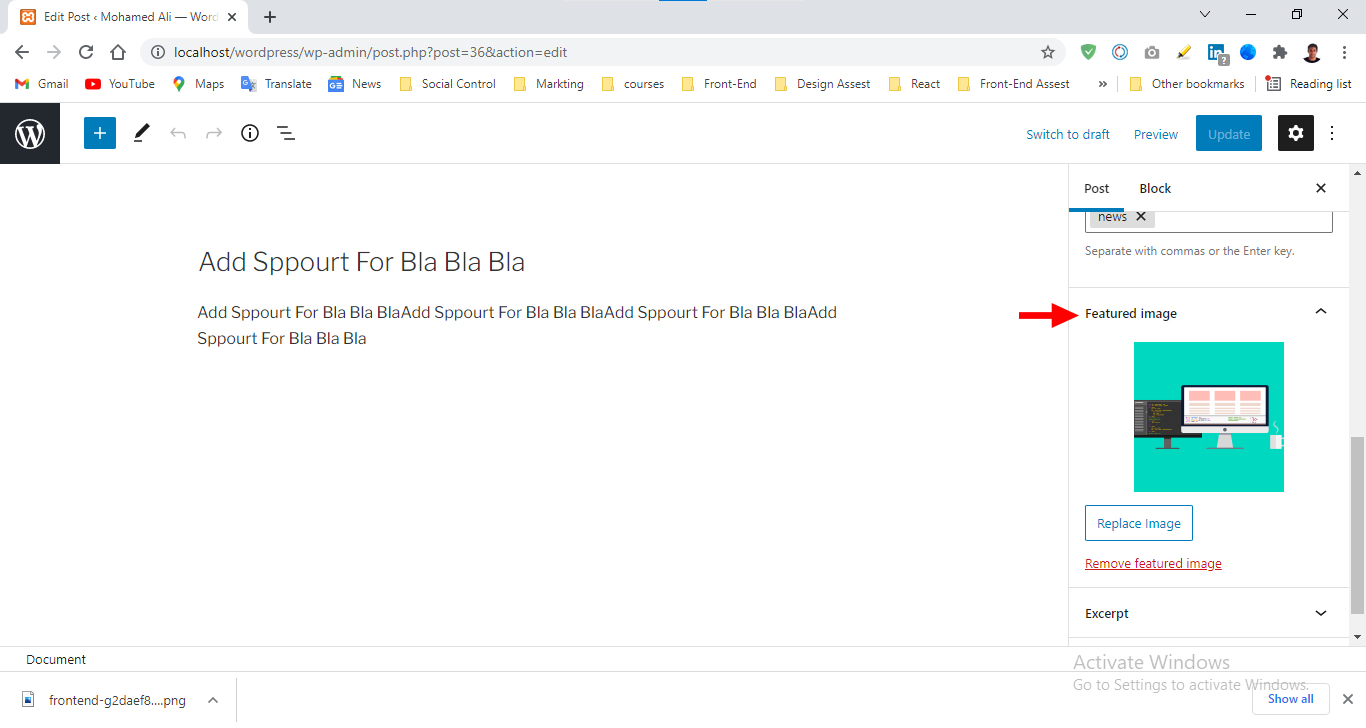 Edit Post ‹ Mohamed Ali — Word
localhost/wordpress/wp-admin/post.php?post=36&action=edit
Gmail YouTube Maps Translate News Social Control Markting courses Front-End Design Assest React Front-End Assest » Other bookmarks Reading list
Switch to draft Preview Update
Post Block
news
Separate with commas or the Enter key.
Add Sppourt For Bla Bla Bla
Add Sppourt For Bla Bla BlaAdd Sppourt For Bla Bla BlaAdd Sppourt For Bla Bla BlaAdd
Sppourt For Bla Bla Bla
Featured image
Replace Image
Remove featured image
Excerpt
Document
Activate Windows
Go to Settings to activate Windows.
frontend-g2daef8....png
Show all